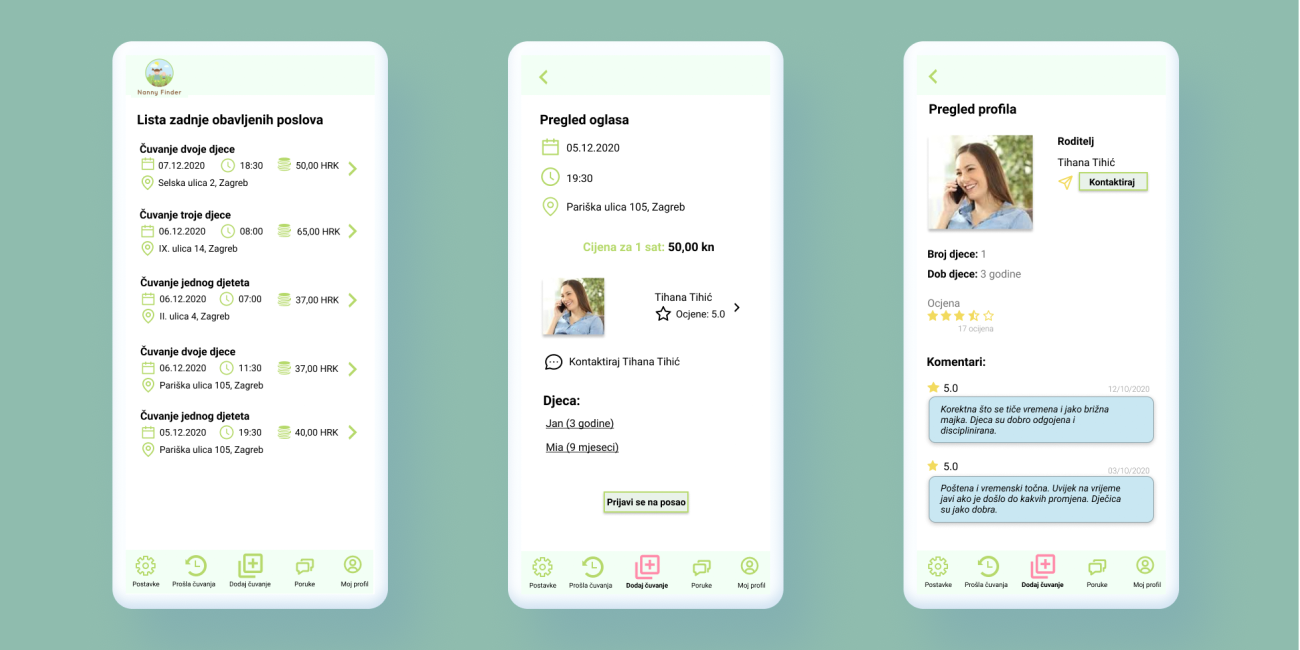 Nanny Finder
Lista zadnje obavljenih poslova
Čuvanje dvoje djece
07.12.2020 18:30 50,00 HRK
Selska ulica 2, Zagreb
Čuvanje troje djece
06.12.2020 08:00 65,00 HRK
IX. ulica 14, Zagreb
Čuvanje jednog djeteta
06.12.2020 07:00 37,00 HRK
II. ulica 4, Zagreb
Čuvanje dvoje djece
06.12.2020 11:30 37,00 HRK
Pariška ulica 105, Zagreb
Čuvanje jednog djeteta
05.12.2020 19:30 40,00 HRK
Pariška ulica 105, Zagreb
Postavke Prošla čuvanja Dodaj čuvanje Poruke Moj profil
Pregled oglasa
05.12.2020
19:30
Pariška ulica 105, Zagreb
Cijena za 1 sat: 50,00 kn
Tihana Tihić
Ocjene: 5.0
Kontaktiraj Tihana Tihić
Djeca:
Jan (3 godine)
Mia (9 mjeseci)
Prijavi se na posao
Postavke Prošla čuvanja Dodaj čuvanje Poruke Moj profil
Pregled profila
Roditelj
Tihana Tihić
Kontaktiraj
Broj djece: 1
Dob djece: 3 godine
Ocjena
17 ocijena
Komentari:
5.0 12/10/2020
Korektna što se tiče vremena i jako brižna
majka. Djeca su dobro odgojena i
disciplinirana.
5.0 03/10/2020
Poštena i vremenski točna. Uvijek na vrijeme
javi ako je došlo do kakvih promjena. Dječica
su jako dobra.
Postavke Prošla čuvanja Dodaj čuvanje Poruke Moj profil